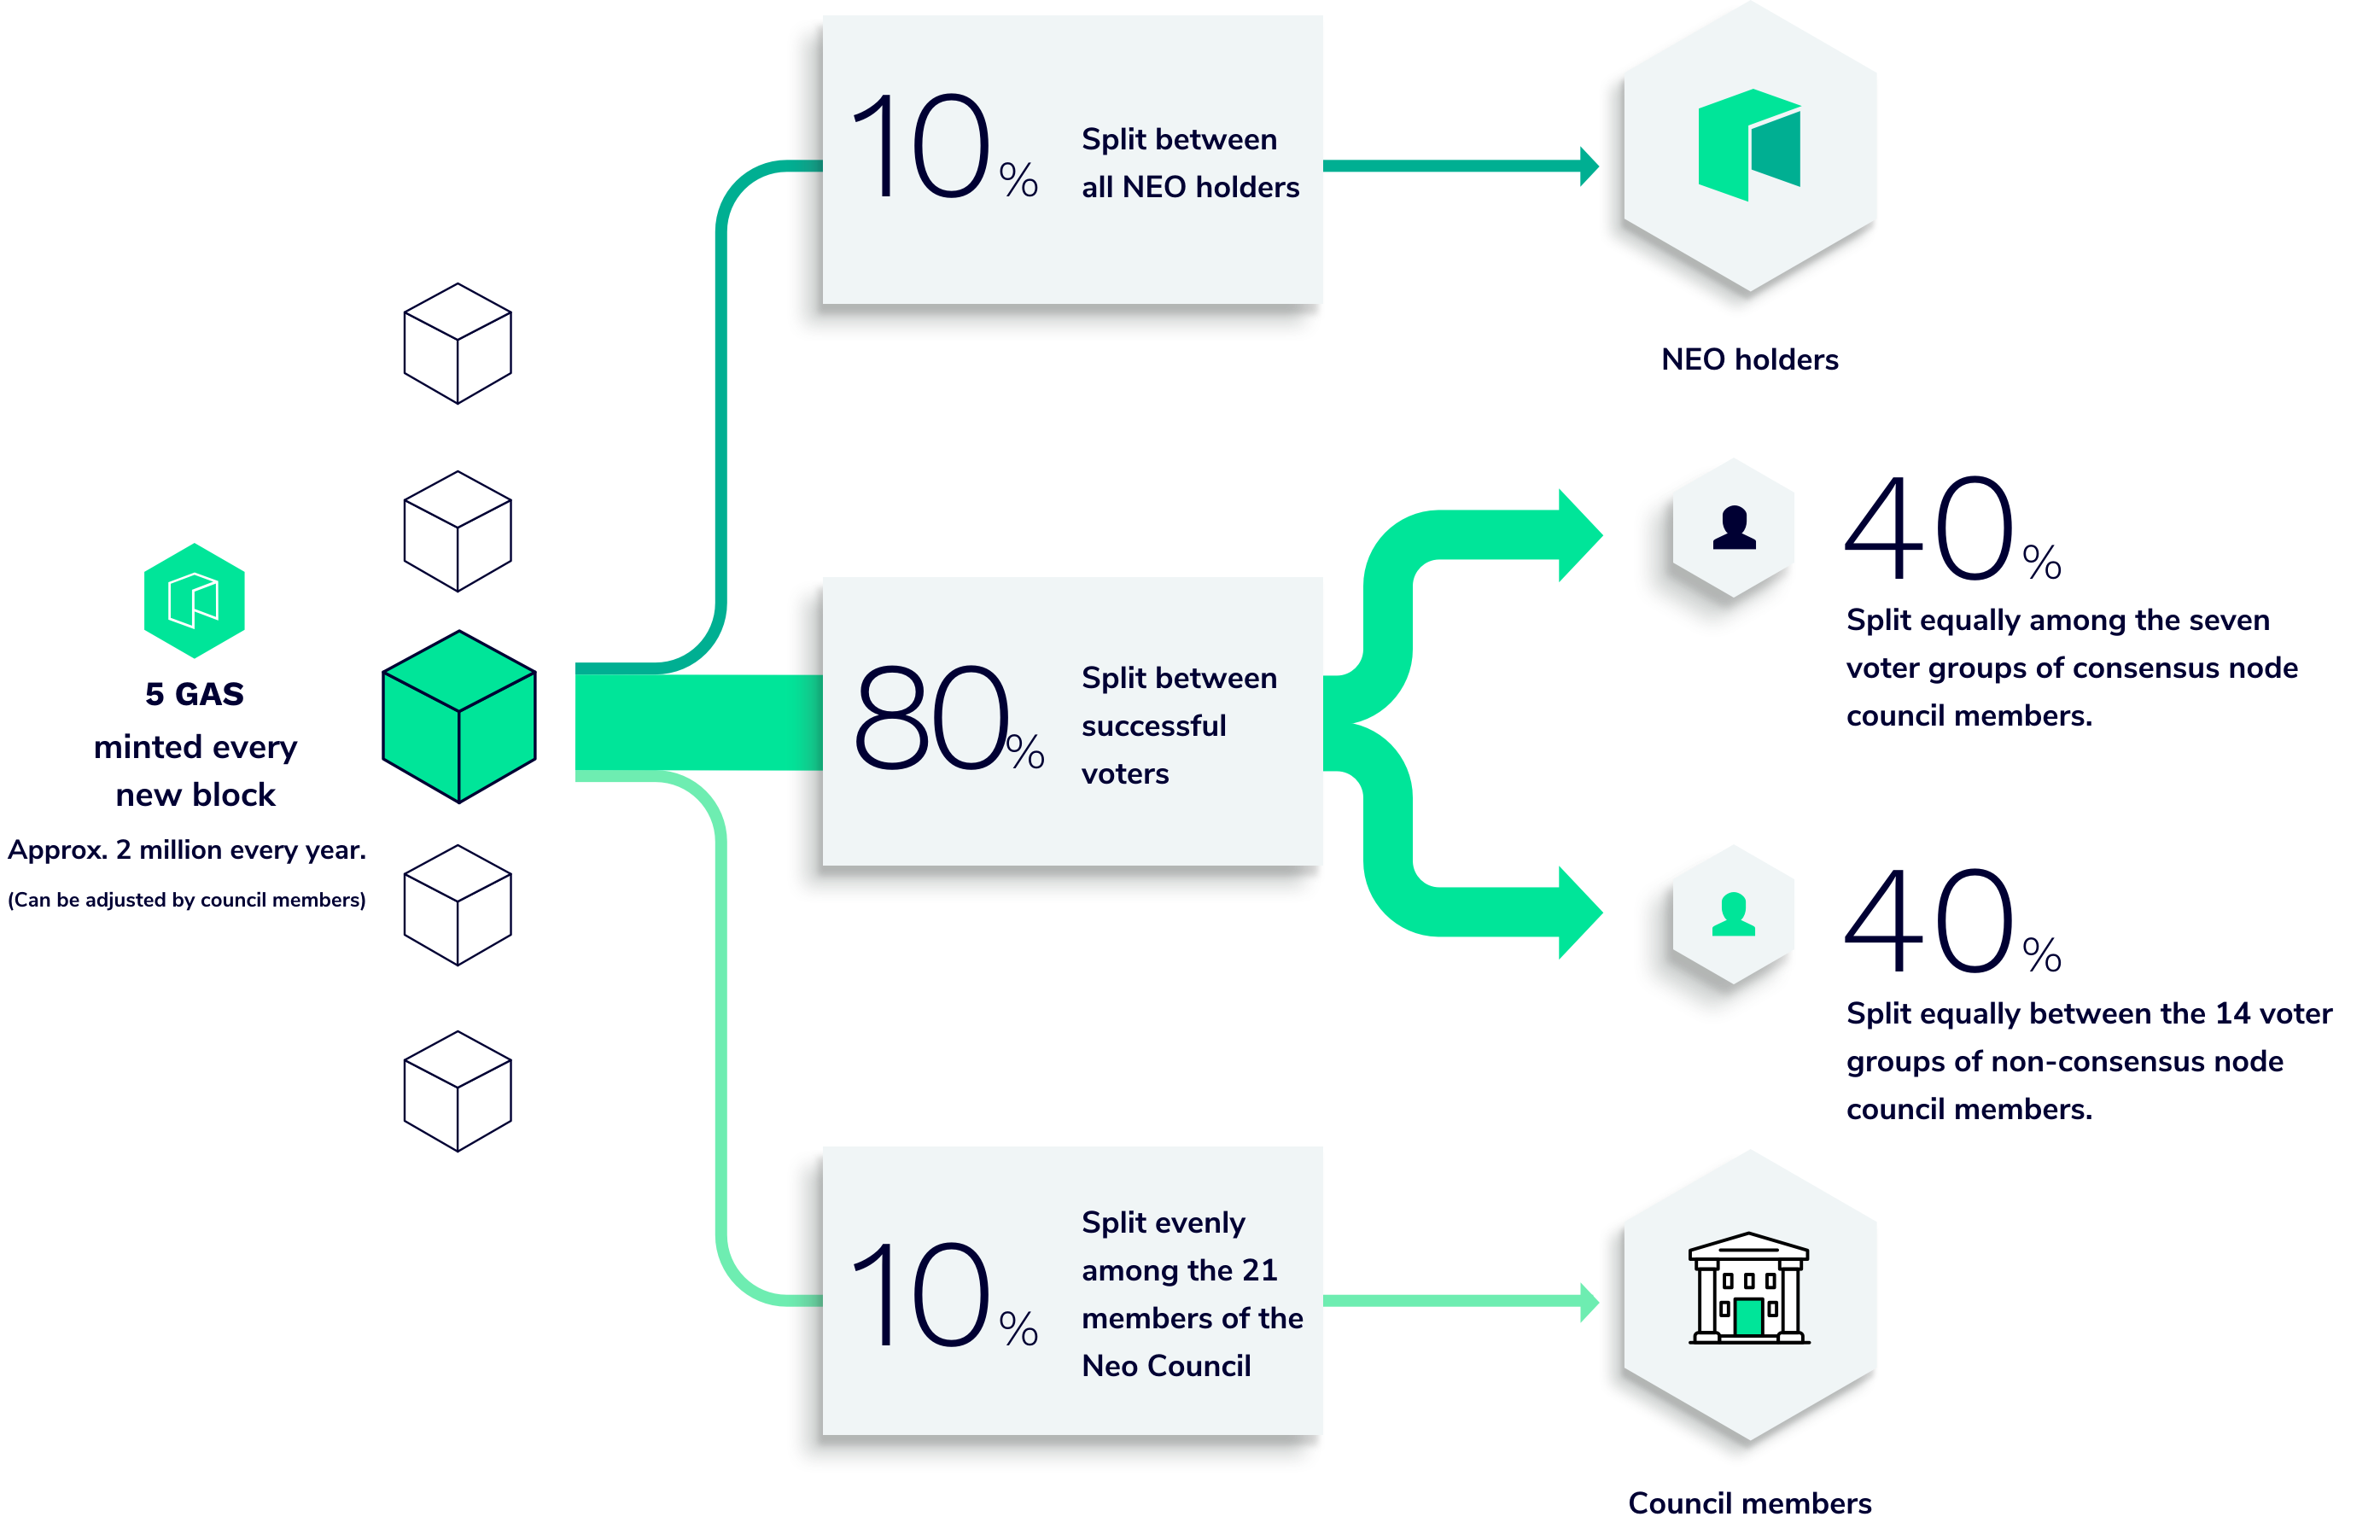 5 GAS
minted every
new block
Approx. 2 million every year.
(Can be adjusted by council members)
10%
Split between
all NEO holders
NEO holders
80%
Split between
successful
voters
40%
Split equally among the seven
voter groups of consensus node
council members.
40%
Split equally between the 14 voter
groups of non-consensus node
council members.
10%
Split evenly
among the 21
members of the
Neo Council
Council members